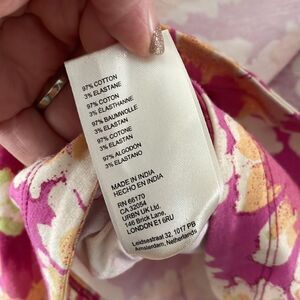 97% COTTON
3% ELASTANE
97% COTON
3% ÉLASTHANNE
97% BAUMWOLLE
3% ELASTAN
97% COTONE
3% ELASTAN
97% ALGODÓN
3% ELASTANO
MADE IN INDIA
HECHO EN INDIA
RN 66170
CA 32054
URBN UK Ltd.
146 Brick Lane,
LONDON E1 6RU
Leidsestraat 32, 1017 PB
Amsterdam, Netherlands